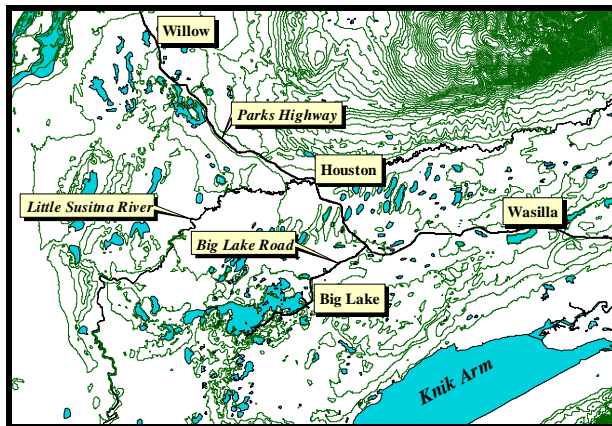 Willow
Parks Highway
Houston
Little Susitna River
Wasilla
Big Lake Road
Big Lake
Knik Arm